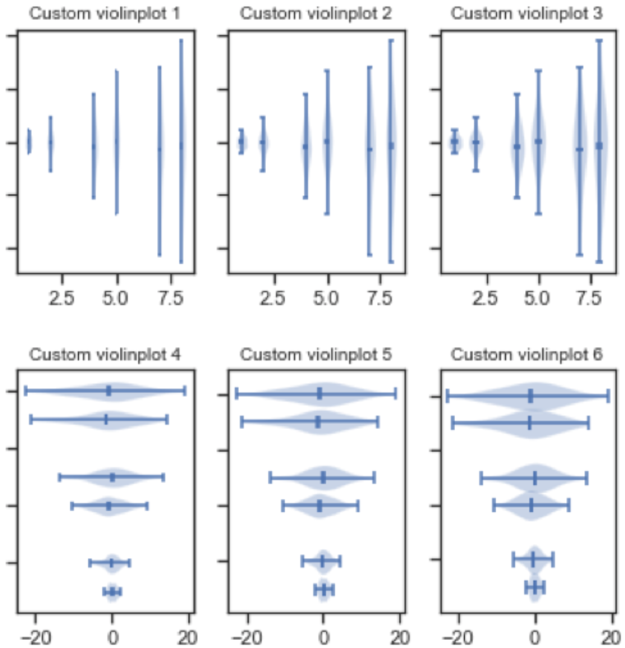 Custom violinplot 1
Custom violinplot 2
Custom violinplot 3
2.5 5.0 7.5
2.5 5.0 7.5
2.5 5.0 7.5
Custom violinplot 4
Custom violinplot 5
Custom violinplot 6
−20 0 20
−20 0 20
−20 0 20